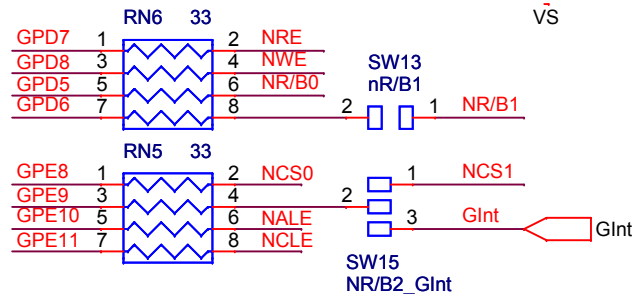 RN6 33
VS
GPD7 1 2 NRE
GPD8 3 4 NWE
GPD5 5 6 NR/B0
GPD6 7 8 2 1 NR/B1
SW13
nR/B1
RN5 33
GPE8 1 2 NCS0 1 NCS1
GPE9 3 4 2
GPE10 5 6 NALE 3 GInt GInt
GPE11 7 8 NCLE
SW15
NR/B2_GInt